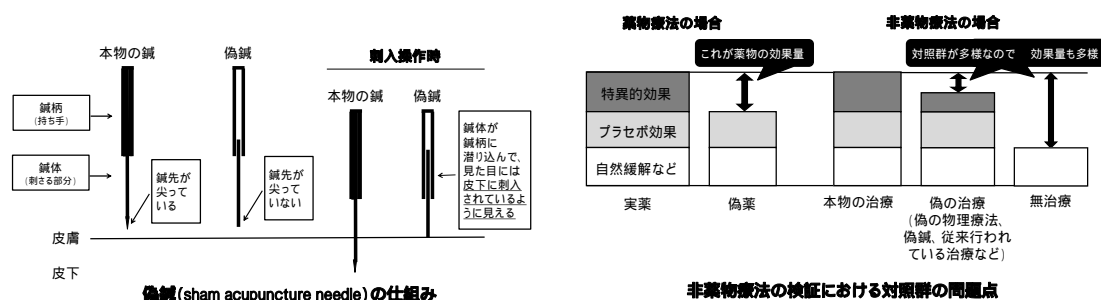 本物の鍼
偽鍼
刺入操作時
本物の鍼
偽鍼
鍼柄
(持ち手)
鍼体
(刺さる部分)
鍼先が
尖って
いる
鍼先が
尖って
いない
鍼体が
鍼柄に
潜り込んで、
見た目には
皮下に刺入
されているよ
うに見える
皮膚
皮下
偽鍼(sham acupuncture needle)の仕組み
薬物療法の場合
非薬物療法の場合
これが薬物の効果量
対照群が多様なので
効果量も多様
特異的効果
プラセボ効果
自然緩解など
実薬
偽薬
本物の治療
偽の治療
(偽の物理療法、
偽鍼、従来行われ
ている治療など)
無治療
非薬物療法の検証における対照群の問題点